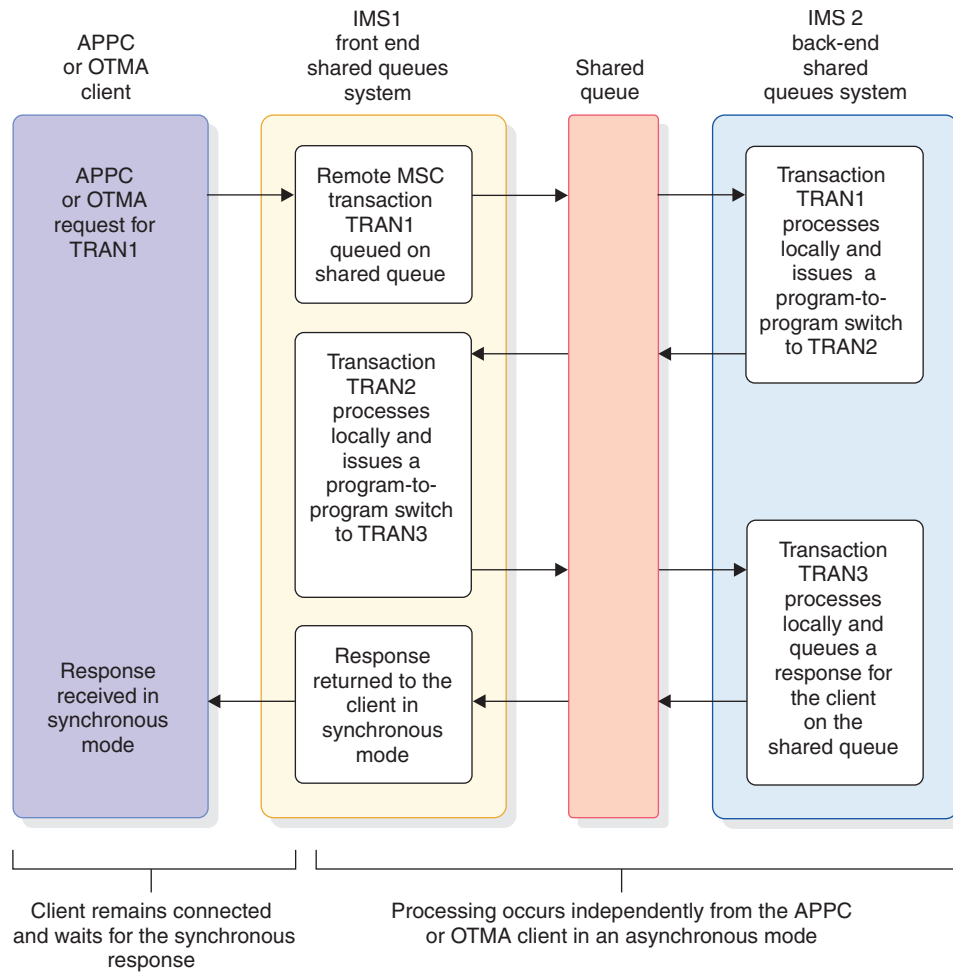 APPC
or OTMA
client
IMS1
front end
shared queues
system
Shared
queue
IMS 2
back-end
shared
queues system
APPC
or OTMA
request for
TRAN1
Remote MSC
transaction
TRAN1
queued on
shared queue
Transaction
TRAN1
processes
locally and
issues a
program-to-
program switch
to TRAN2
Transaction
TRAN2
processes
locally and
issues a
program-to-
program switch
to TRAN3
Transaction
TRAN3
processes
locally and
queues a
response for
the client
on the
shared queue
Response
returned to the
client in
synchronous
mode
Response
received in
synchronous
mode
Client remains connected
and waits for the synchronous
response
Processing occurs independently from the APPC
or OTMA client in an asynchronous mode